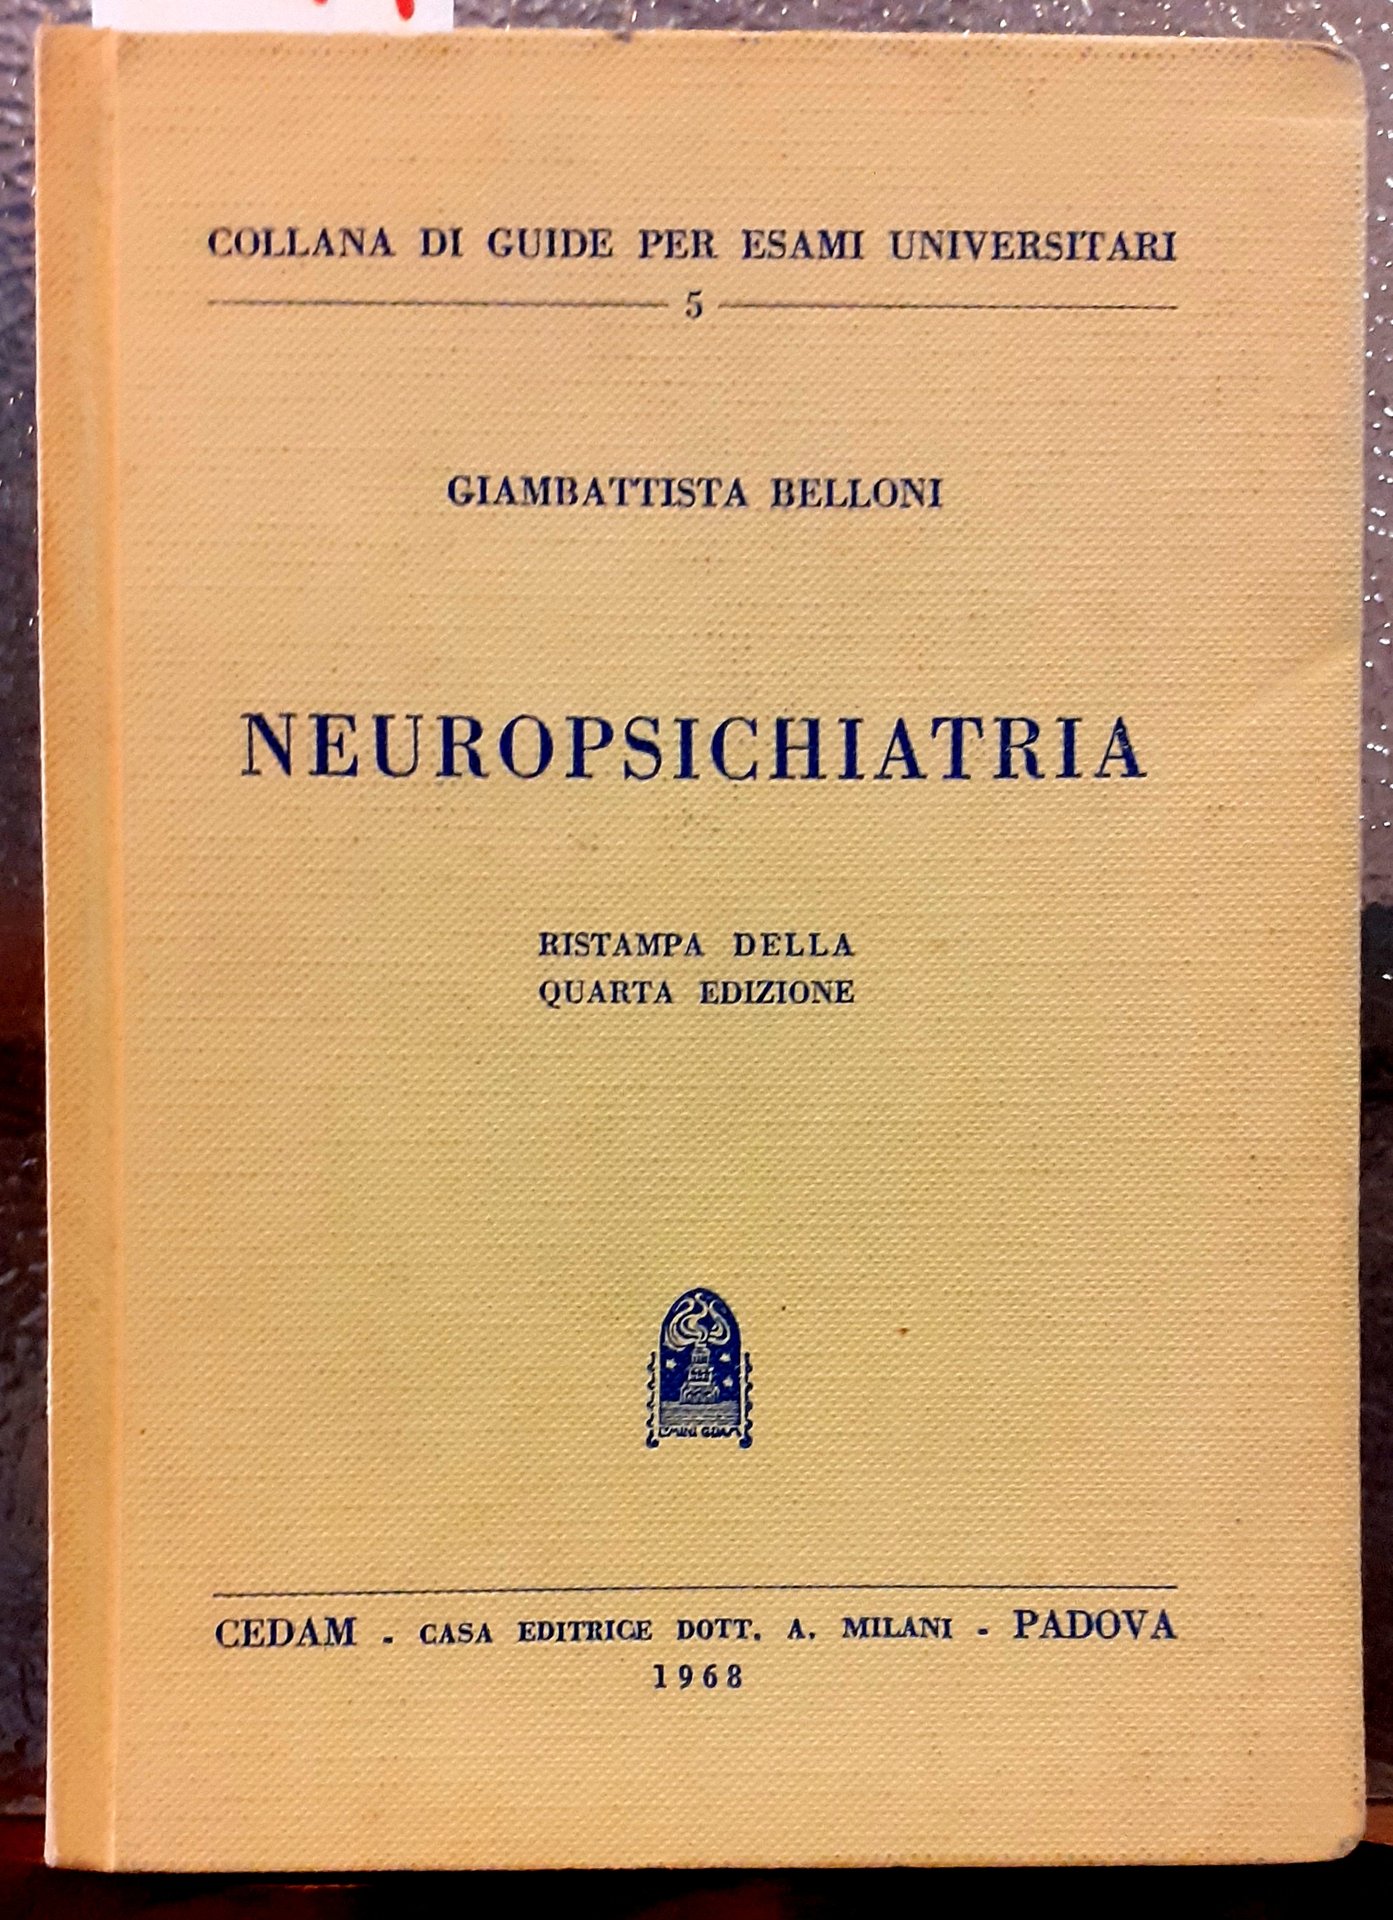 COLLANA DI GUIDE PER ESAMI UNIVERSITARI
5
GIAMBATTISTA BELLONI
NEUROPSICHIATRIA
RISTAMPA DELLA
QUARTA EDIZIONE
CEDAM - CASA EDITRICE DOTT. A. MILANI - PADOVA
1968